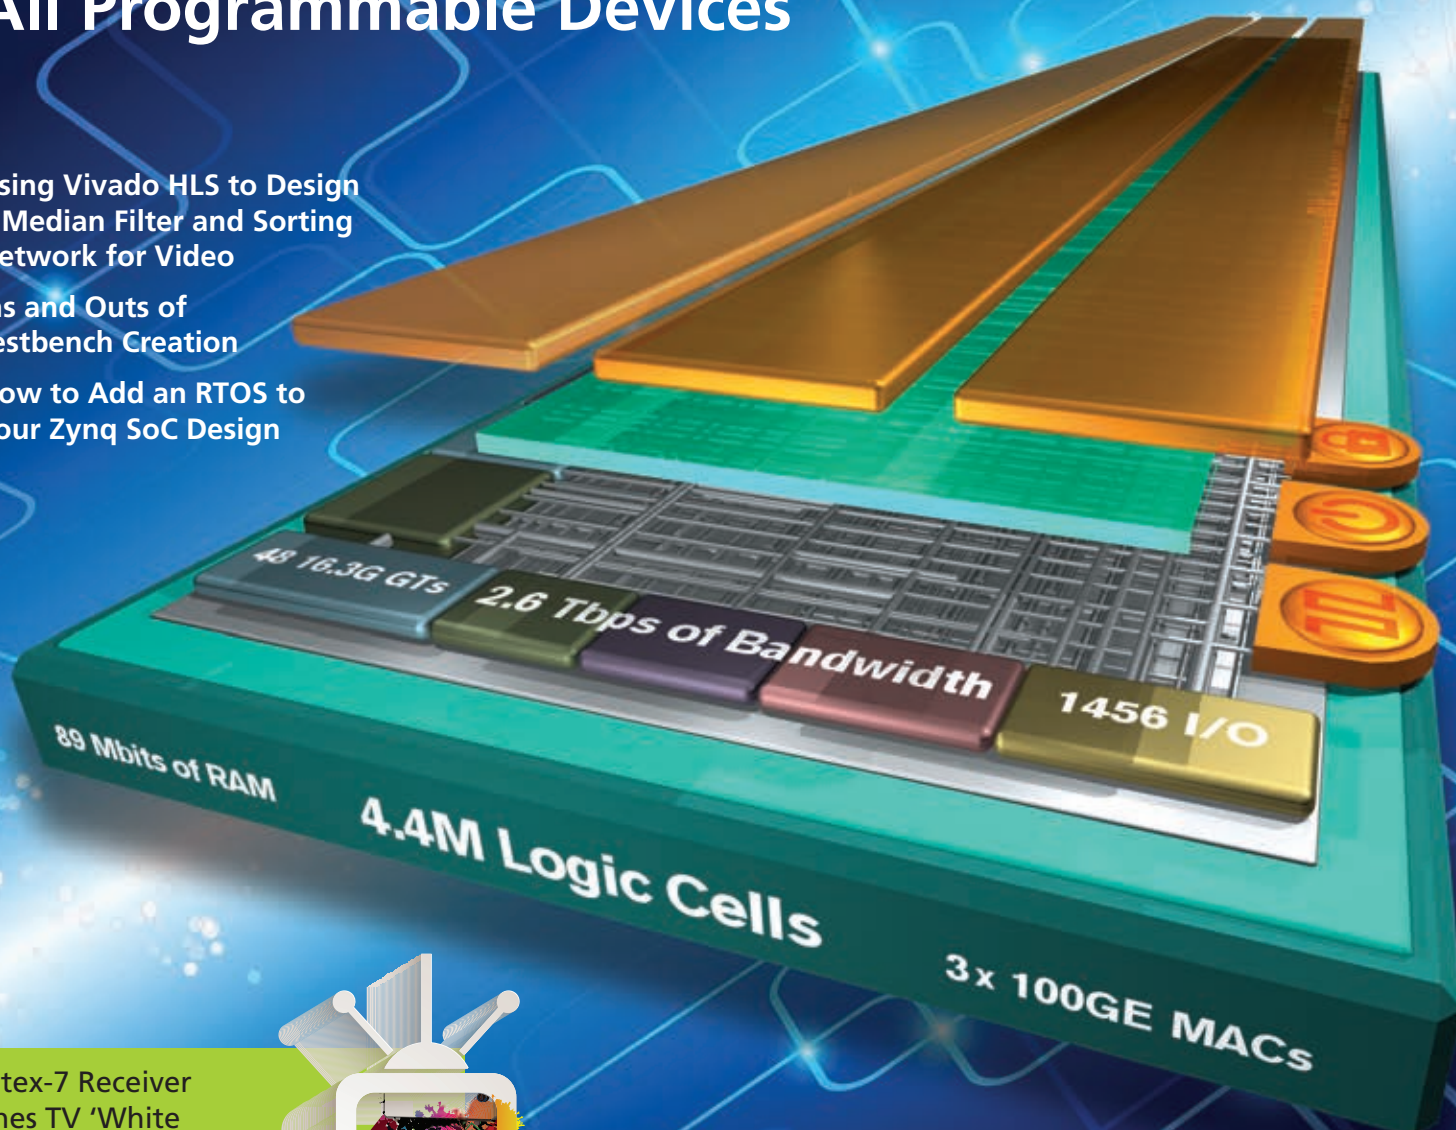 All Programmable Devices
sing Vivado HLS to Design
Median Filter and Sorting
etwork for Video
ns and Outs of
estbench Creation
ow to Add an RTOS to
our Zynq SoC Design
48 16.3G GTs
2.6 Tbps of Bandwidth
1456 I/O
89 Mbits of RAM
4.4M Logic Cells
3x 100GE MACs
tex-7 Receiver
nes TV ‘White